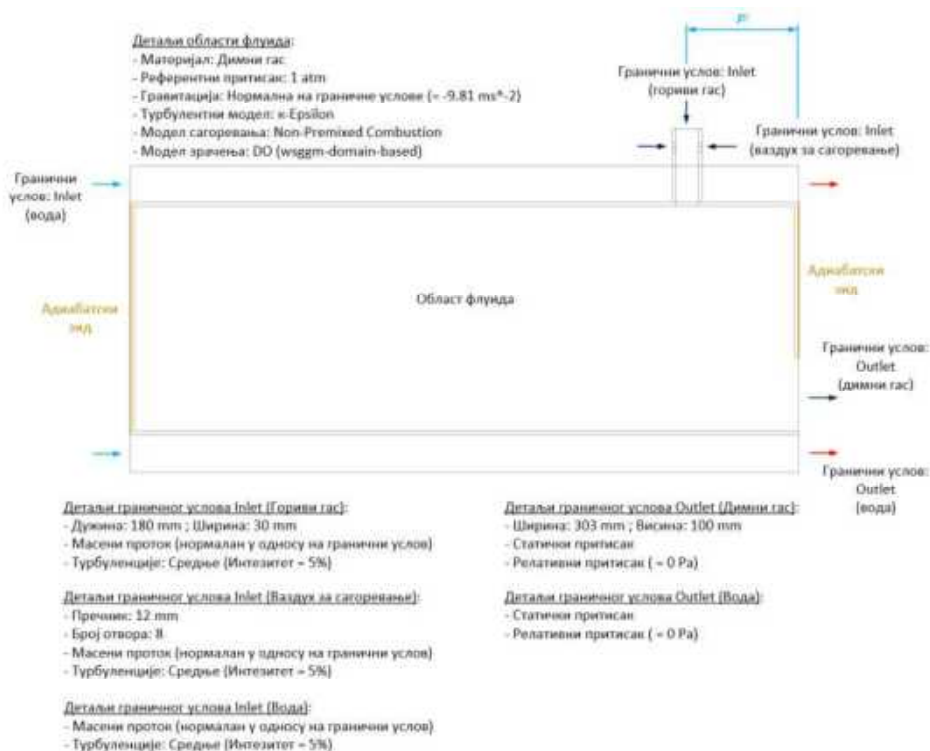 Детаљи области флуида:
- Материјал: Димни гас
- Референтни притисак: 1 atm
- Гравитација: Нормална на граничне услове (= -9.81 ms^-2)
- Турбулентни модел: κ-Epsilon
- Модел сагоревања: Non-Premixed Combustion
- Модел зрачења: DO (wsggm-domain-based)
Гранични услов: Inlet
(гориви гас)
Гранични услов: Inlet
(ваздух за сагоревање)
Гранични
услов: Inlet
(вода)
Адиабатски
зид
Област флуида
Адиабатски
зид
Гранични услов:
Outlet
(димни гас)
Гранични услов:
Outlet
(вода)
Детаљи граничног услова Inlet (Гориви гас):
- Дужина: 180 mm ; Ширина: 30 mm
- Масени проток (нормалан у односу на гранични услов)
- Турбуленције: Средње (Интезитет = 5%)
Детаљи граничног услова Inlet (Ваздух за сагоревање):
- Пречник: 12 mm
- Број отвора: 8
- Масени проток (нормалан у односу на гранични услов)
- Турбуленције: Средње (Интезитет = 5%)
Детаљи граничног услова Inlet (Вода):
- Масени проток (нормалан у односу на гранични услов)
- Турбуленције: Средње (Интезитет = 5%)
Детаљи граничног услова Outlet (Димни гас):
- Ширина: 303 mm ; Висина: 100 mm
- Статички притисак
- Релативни притисак ( = 0 Pa)
Детаљи граничног услова Outlet (Вода):
- Статички притисак
- Релативни притисак ( = 0 Pa)